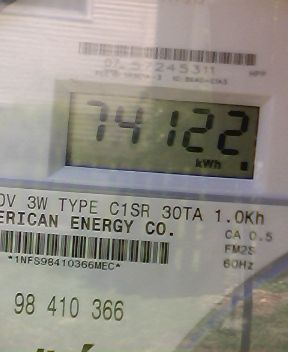 74122
kWh
0V 3W TYPE C1SR 30TA 1.0Kh
ERICAN ENERGY CO.
CA 0.5
FM2S
*1NFS98410366MEC*
60Hz
98 410 366